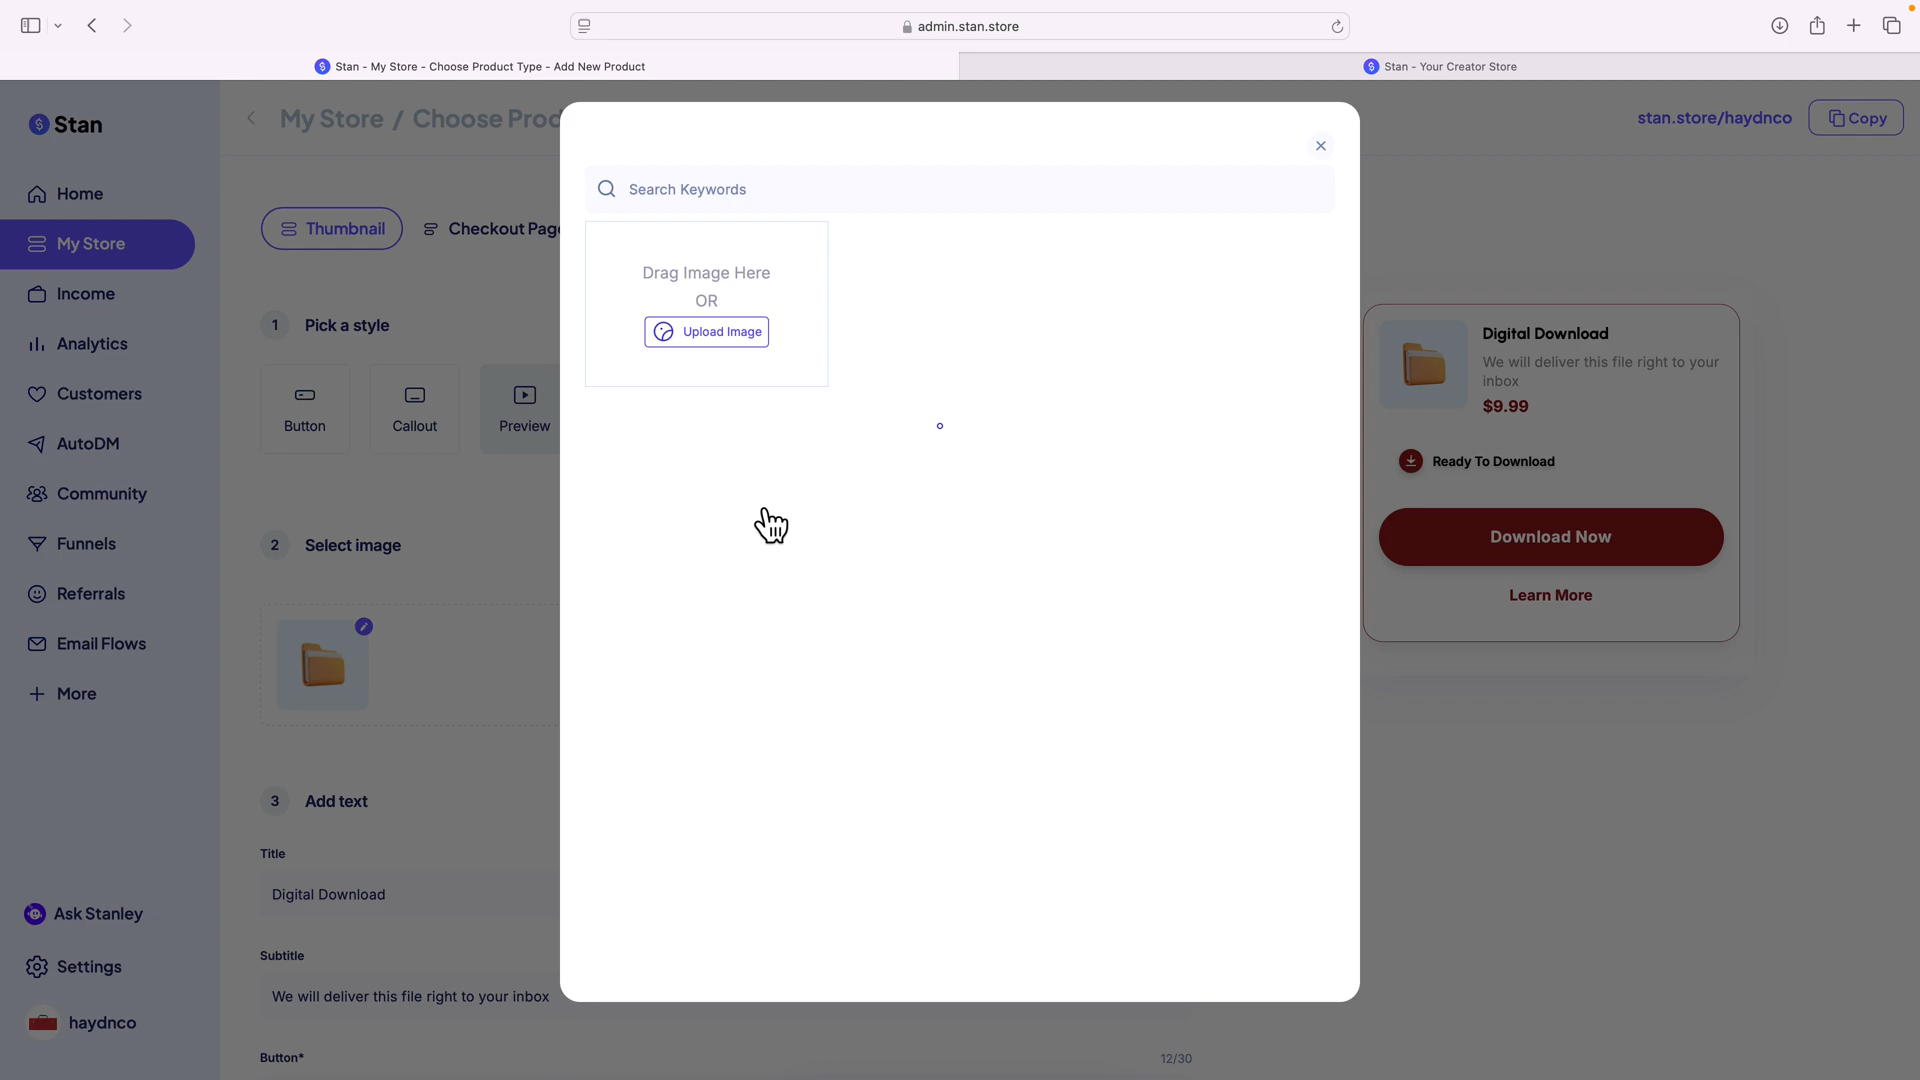 admin.stan.store
Stan - My Store - Choose Product Type - Add New Product
Stan - Your Creator Store
Stan
My Store / Choose Prod
stan.store/haydnco
Copy
Home
My Store
Income
Analytics
Customers
AutoDM
Community
Funnels
Referrals
Email Flows
More
Ask Stanley
Settings
haydnco
Thumbnail
Checkout Page
1 Pick a style
Button
Callout
Preview
2 Select image
3 Add text
Title
Digital Download
Subtitle
We will deliver this file right to your inbox
Button*
12/30
Search Keywords
Drag Image Here
OR
Upload Image
Digital Download
We will deliver this file right to your
inbox
$9.99
Ready To Download
Download Now
Learn More